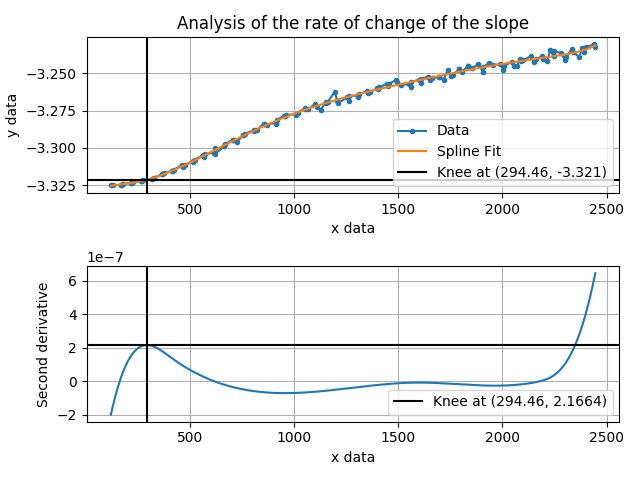 Analysis of the rate of change of the slope
y data
−3.250
−3.275
−3.300
−3.325
Data
Spline Fit
Knee at (294.46, -3.321)
500 1000 1500 2000 2500
x data
1e−7
Second derivative
6
4
2
0
−2
Knee at (294.46, 2.1664)
500 1000 1500 2000 2500
x data